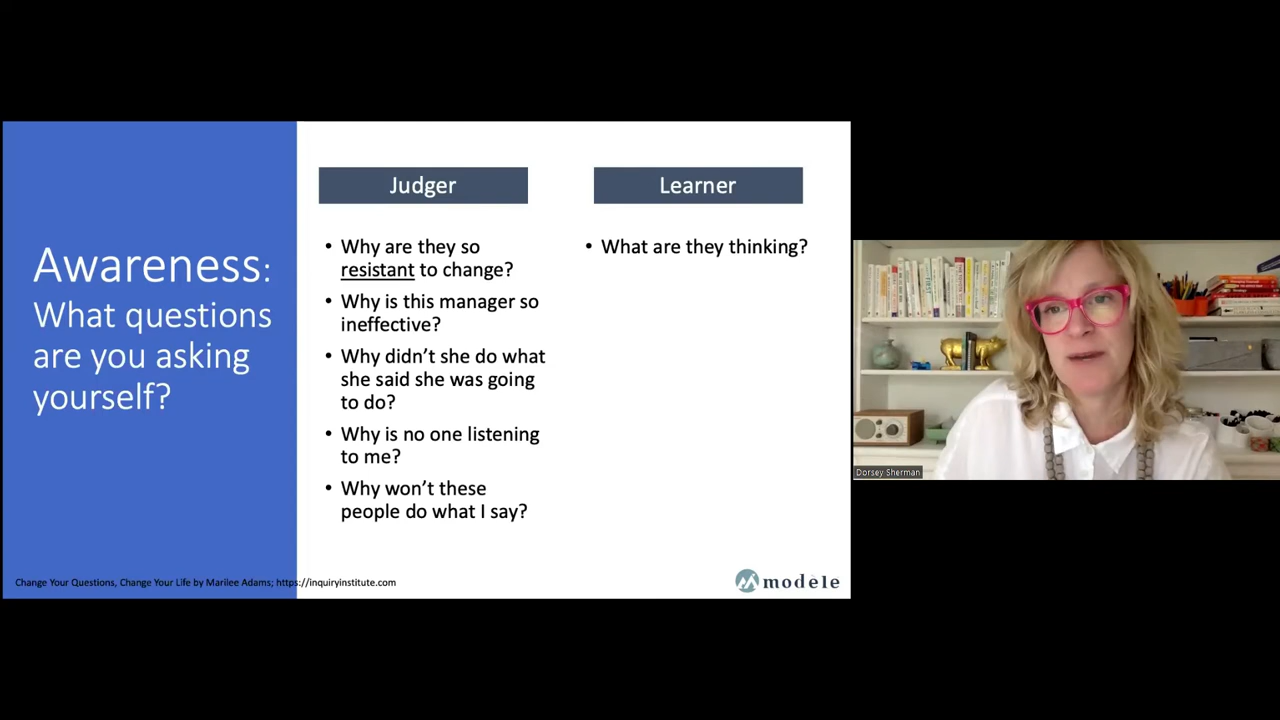 Awareness:
What questions
are you asking
yourself?
Judger
• Why are they so
resistant to change?
• Why is this manager so
ineffective?
• Why didn’t she do what
she said she was going
to do?
• Why is no one listening
to me?
• Why won’t these
people do what I say?
Learner
• What are they thinking?
Change Your Questions, Change Your Life by Marilee Adams; https://inquiryinstitute.com
modèle
Dorsey Sherman